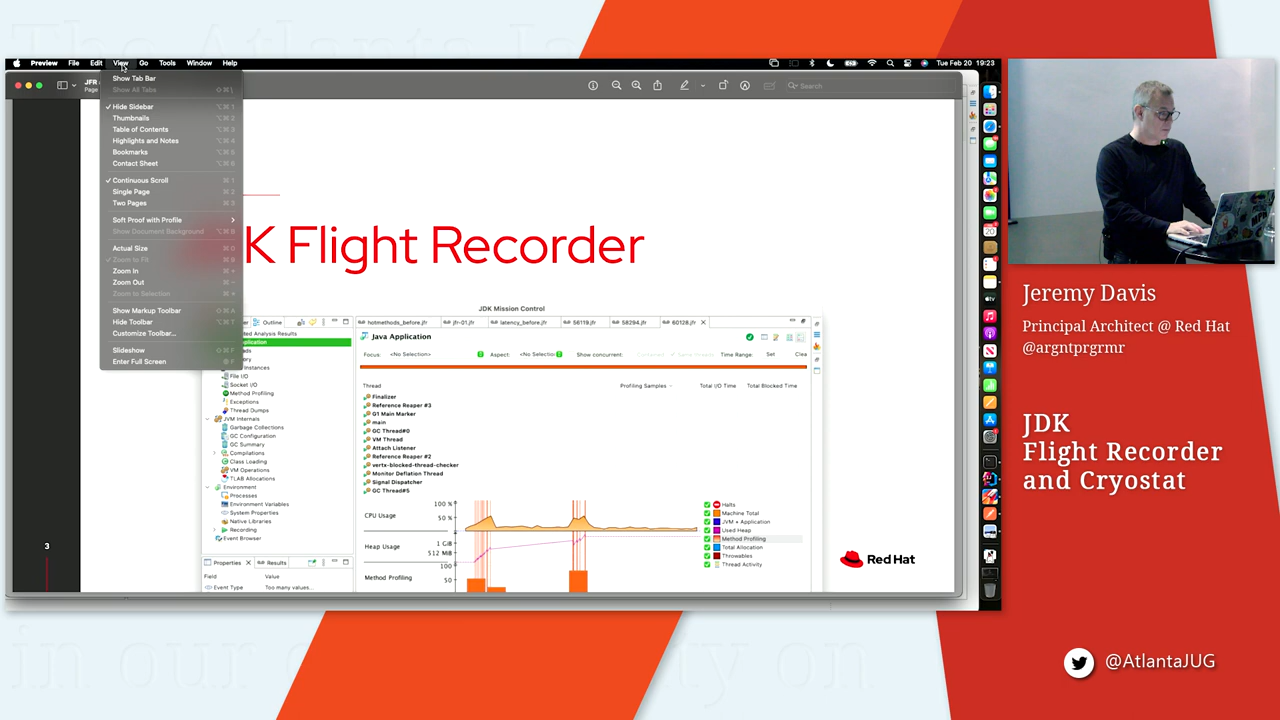 Preview File Edit View Go Tools Window Help
Tue Feb 20 19:23
JFR
Page
Search
Show Tab Bar
Show All Tabs
Hide Sidebar
Thumbnails
Table of Contents
Highlights and Notes
Bookmarks
Contact Sheet
Continuous Scroll
Single Page
Two Pages
Soft Proof with Profile
Show Document Background
Actual Size
Zoom to Fit
Zoom In
Zoom Out
Zoom to Selection
Show Markup Toolbar
Hide Toolbar
Customize Toolbar...
Slideshow
Enter Full Screen
K Flight Recorder
JDK Mission Control
Outline
hotmethods_before.jfr jfr-01.jfr latency_before.jfr 56119.jfr 58294.jfr 60128.jfr
Java Application
Focus: <No Selection> Aspect: <No Selectio Show concurrent: Time Range: Set Clea
File I/O
Socket I/O
Method Profiling
Exceptions
Thread Dumps
JVM Internals
Garbage Collections
GC Configuration
GC Summary
Compilations
Class Loading
VM Operations
TLAB Allocations
Environment
Processes
Environment Variables
System Properties
Native Libraries
Recording
Event Browser
Properties Results
Field Value
Event Type Too many values...
Thread Profiling Samples Total I/O Time Total Blocked Time
Finalizer
Reference Reaper #3
G1 Main Marker
main
GC Thread#0
VM Thread
Attach Listener
Reference Reaper #2
vertx-blocked-thread-checker
Monitor Deflation Thread
Signal Dispatcher
GC Thread#5
CPU Usage
100 %
50 %
Heap Usage
1 GiB
512 MiB
Method Profiling
100
50
Halts
Machine Total
JVM + Application
Used Heap
Method Profiling
Total Allocation
Throwables
Thread Activity
3
Red Hat
Jeremy Davis
Principal Architect @ Red Hat
@argntprgrmr
JDK
Flight Recorder
and Cryostat
@AtlantaJUG